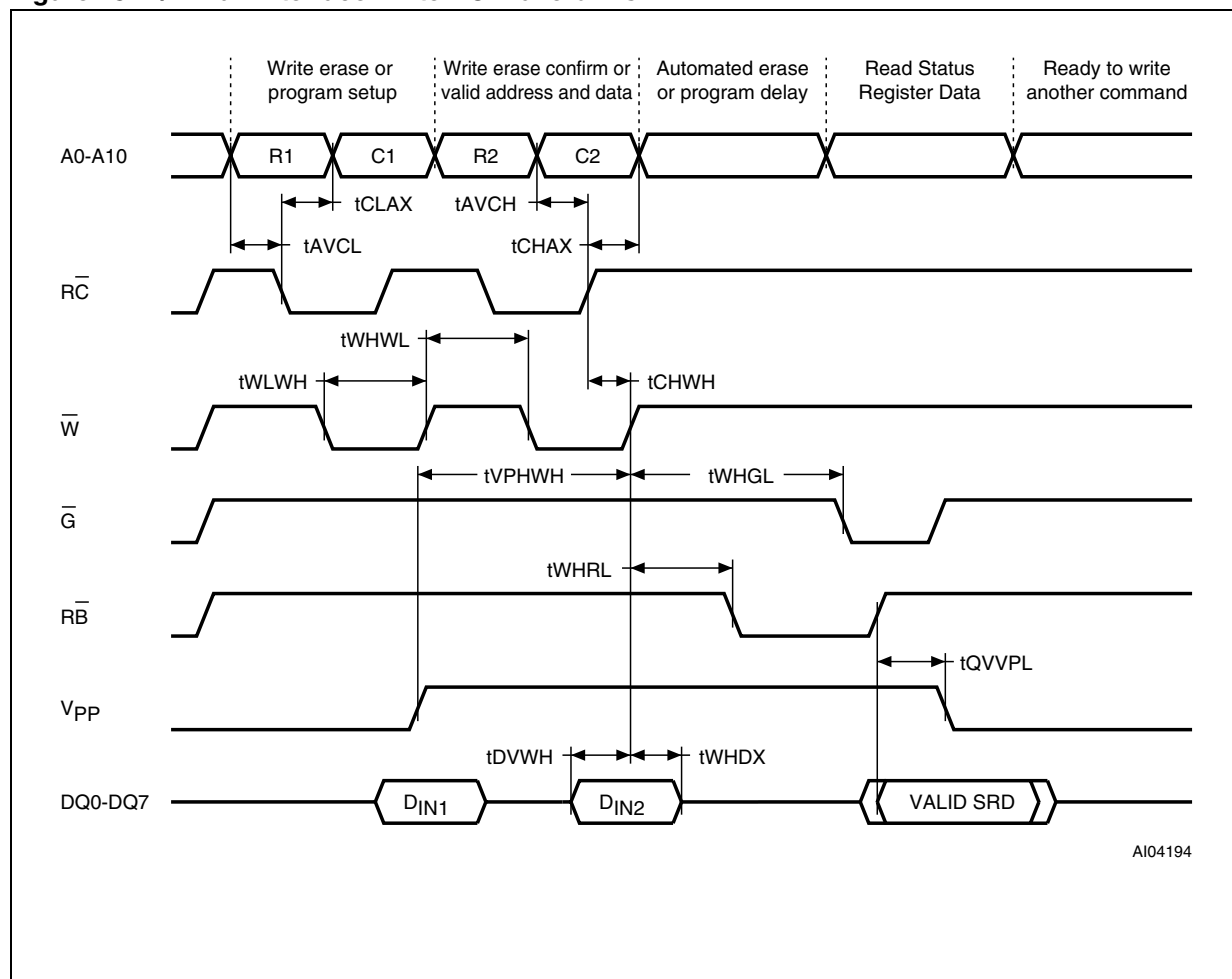 Write erase or
program setup
Write erase confirm or
valid address and data
Automated erase
or program delay
Read Status
Register Data
Ready to write
another command
A0-A10
R1
C1
R2
C2
tCLAX
tAVCH
tAVCL
tCHAX
RC̅
tWHWL
tWLWH
tCHWH
W̅
tVPHWH
tWHGL
G̅
tWHRL
RB̅
tQVVPL
VPP
tDVWH
tWHDX
DQ0-DQ7
DIN1
DIN2
VALID SRD
AI04194